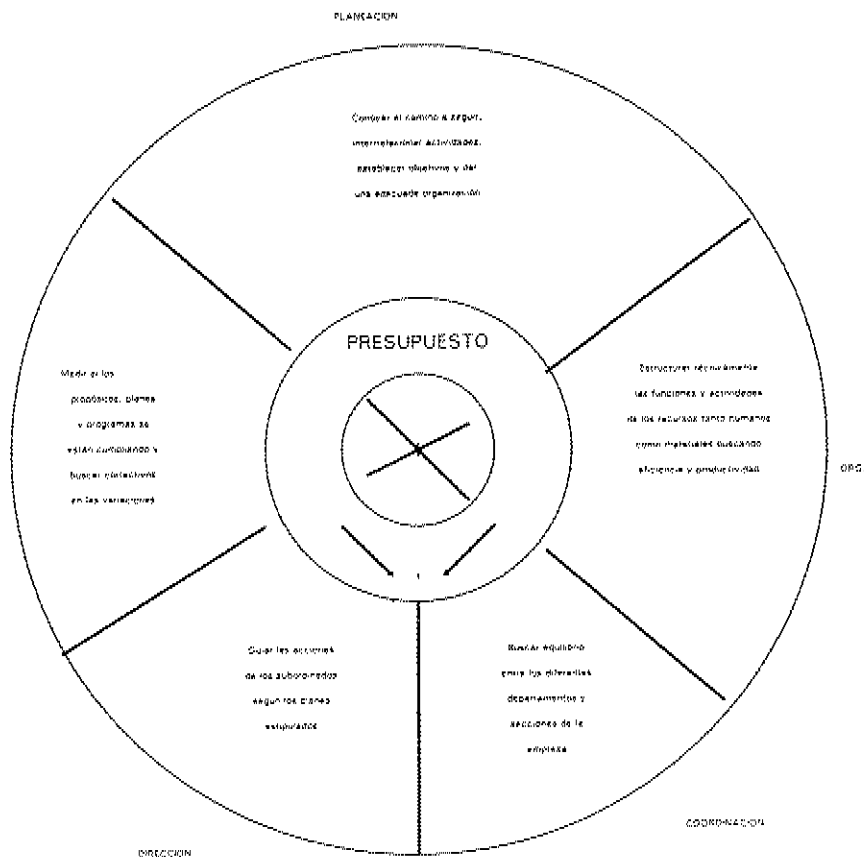 PLANEACION
Conocer el camino a seguir,
interrelacionar actividades,
establecer objetivos y dar
una adecuada organización
PRESUPUESTO
Medir si los
propósitos, planes
y programas se
están cumpliendo y
buscar correctivos
en las variaciones
Estructurar técnicamente
las funciones y actividades
de los recursos tanto humanos
como materiales buscando
eficiencia y productividad
ORG
Guiar las acciones
de los subordinados
según los planes
estipulados
Buscar equilibrio
entre los diferentes
departamentos y
secciones de la
empresa
COORDINACION
DIRECCION